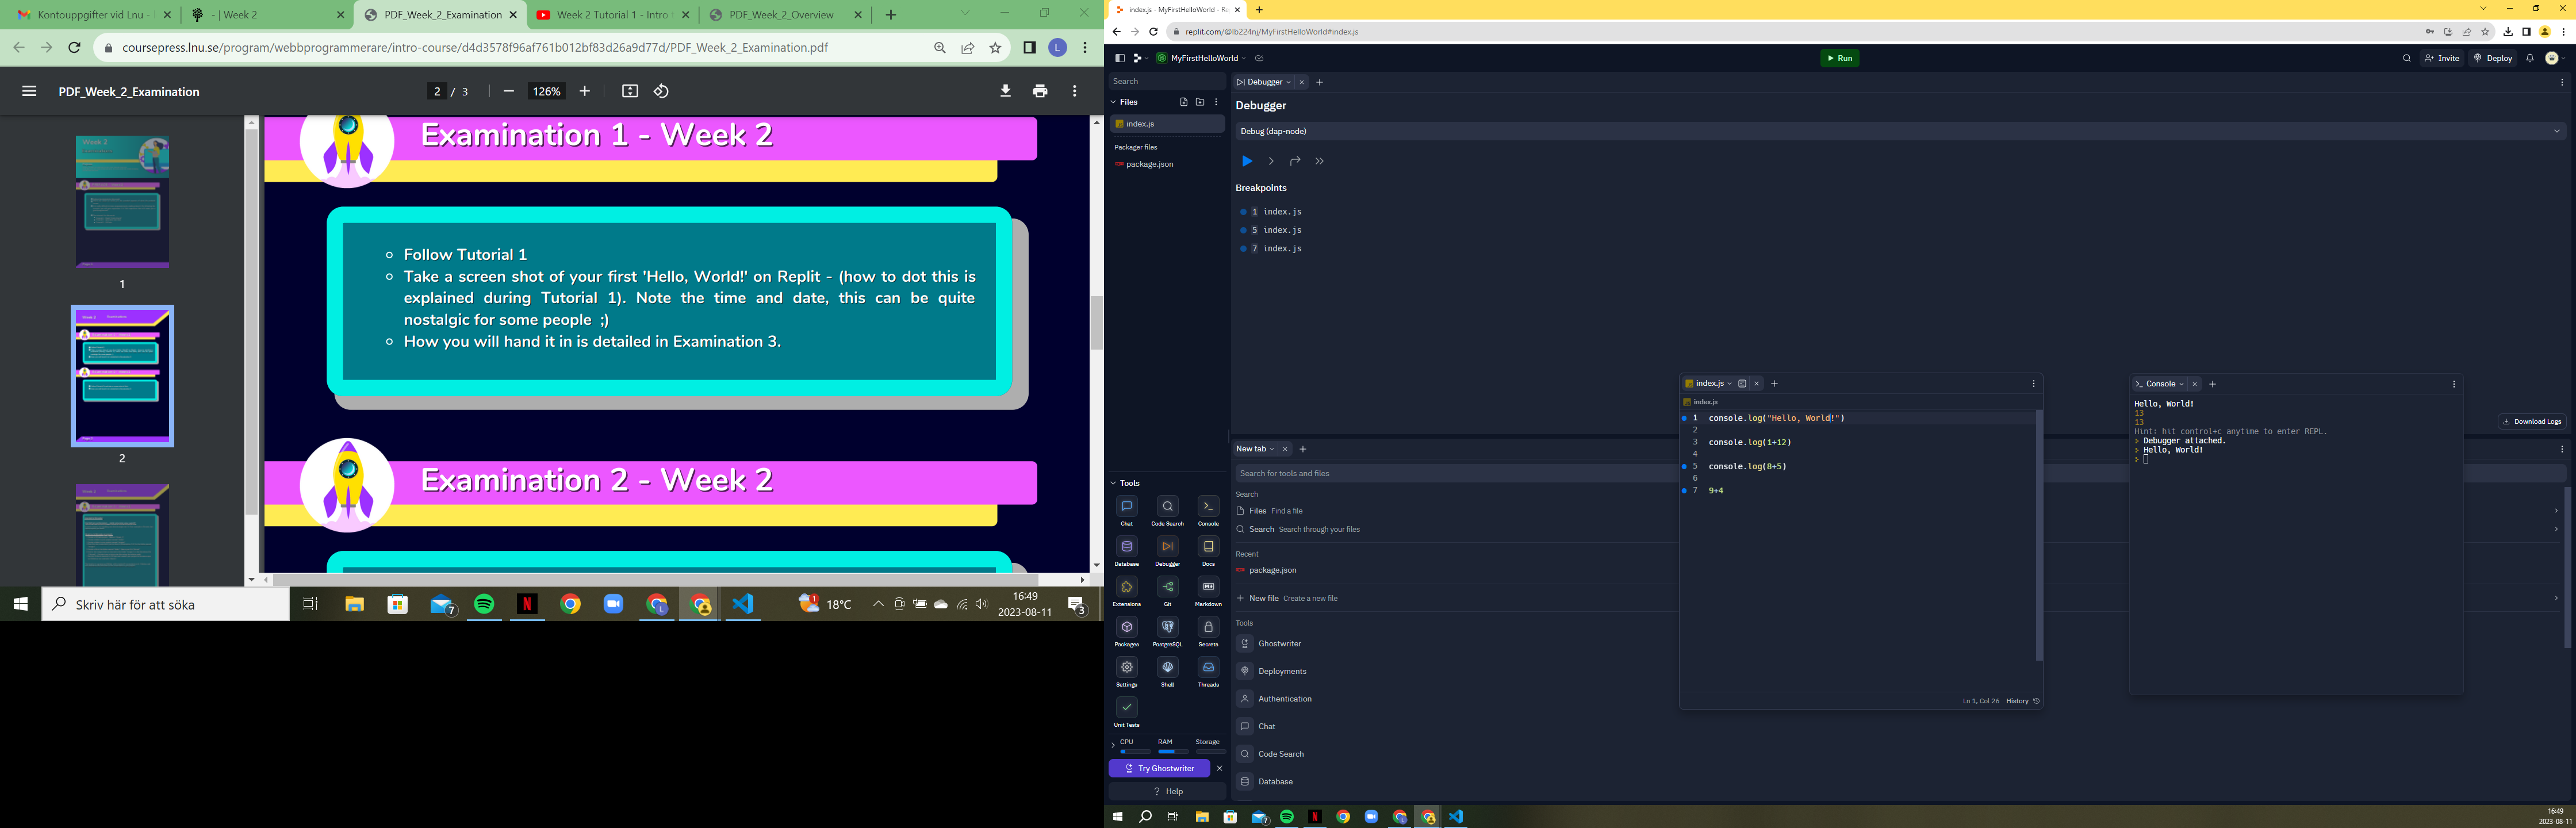 Kontouppgifter vid Lnu -
- | Week 2
PDF_Week_2_Examination
Week 2 Tutorial 1 - Intro
PDF_Week_2_Overview
coursepress.lnu.se/program/webbprogrammerare/intro-course/d4d3578f96af761b012bf83d26a9d77d/PDF_Week_2_Examination.pdf
L
PDF_Week_2_Examination
2 / 3
126%
1
2
Examination 1 - Week 2
Follow Tutorial 1
Take a screen shot of your first 'Hello, World!' on Replit - (how to dot this is
explained during Tutorial 1). Note the time and date, this can be quite
nostalgic for some people ;)
How you will hand it in is detailed in Examination 3.
Examination 2 - Week 2
Skriv här för att söka
7
18°C
16:49
2023-08-11
3
index.js - MyFirstHelloWorld - Re
replit.com/@lb224nj/MyFirstHelloWorld#index.js
MyFirstHelloWorld
Run
Invite
Deploy
Search
Files
index.js
Packager files
package.json
Tools
Chat
Code Search
Console
Database
Debugger
Docs
Extensions
Git
Markdown
Packages
PostgreSQL
Secrets
Settings
Shell
Threads
Unit Tests
CPU
RAM
Storage
Try Ghostwriter
? Help
Debugger
Debugger
Debug (dap-node)
Breakpoints
1 index.js
5 index.js
7 index.js
New tab
Search for tools and files
Search
Files Find a file
Search Search through your files
Recent
package.json
New file Create a new file
Tools
Ghostwriter
Deployments
Authentication
Chat
Code Search
Database
index.js
index.js
1 console.log("Hello, World!")
2
3 console.log(1+12)
4
5 console.log(8+5)
6
7 9+4
Ln 1, Col 26 History
Console
Hello, World!
13
13
Hint: hit control+c anytime to enter REPL.
Debugger attached.
Hello, World!
Download Logs
7
16:49
2023-08-11